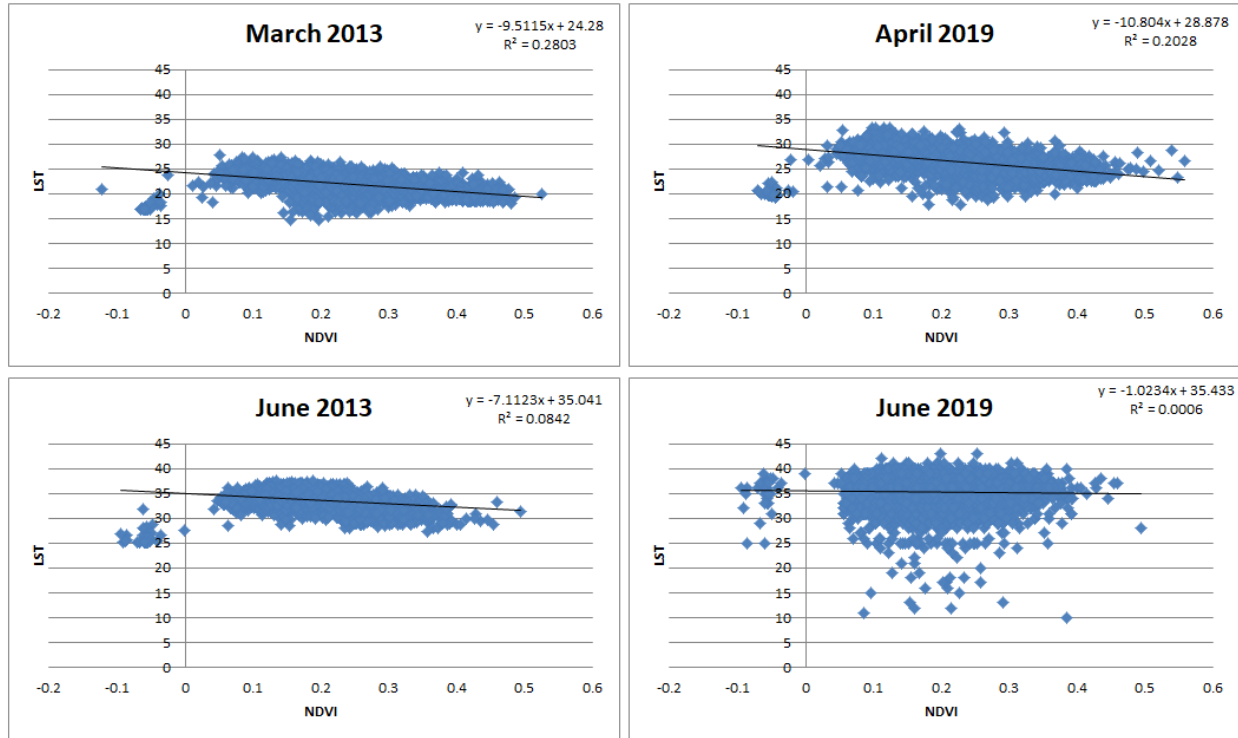 March 2013
y = -9.5115x + 24.28
R² = 0.2803
45
40
35
30
25
20
15
10
5
0
LST
-0.2 -0.1 0 0.1 0.2 0.3 0.4 0.5 0.6
NDVI
April 2019
y = -10.804x + 28.878
R² = 0.2028
45
40
35
30
25
20
15
10
5
0
LST
-0.2 -0.1 0 0.1 0.2 0.3 0.4 0.5 0.6
NDVI
June 2013
y = -7.1123x + 35.041
R² = 0.0842
45
40
35
30
25
20
15
10
5
0
LST
-0.2 -0.1 0 0.1 0.2 0.3 0.4 0.5 0.6
NDVI
June 2019
y = -1.0234x + 35.433
R² = 0.0006
45
40
35
30
25
20
15
10
5
0
LST
-0.2 -0.1 0 0.1 0.2 0.3 0.4 0.5 0.6
NDVI